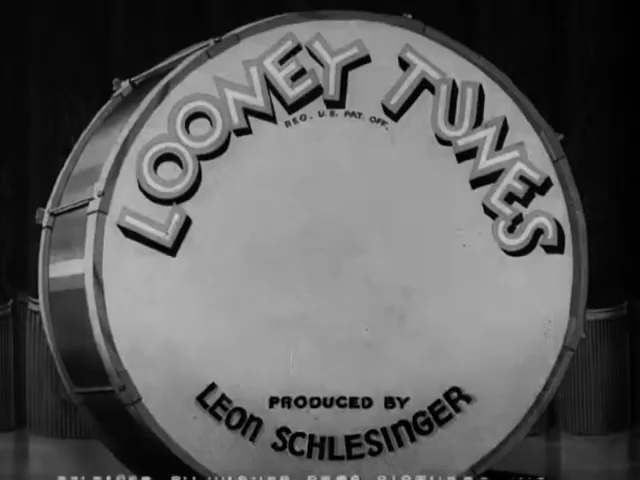 LOONEY TUNES
REG. U.S. PAT. OFF.
PRODUCED BY
LEON SCHLESINGER